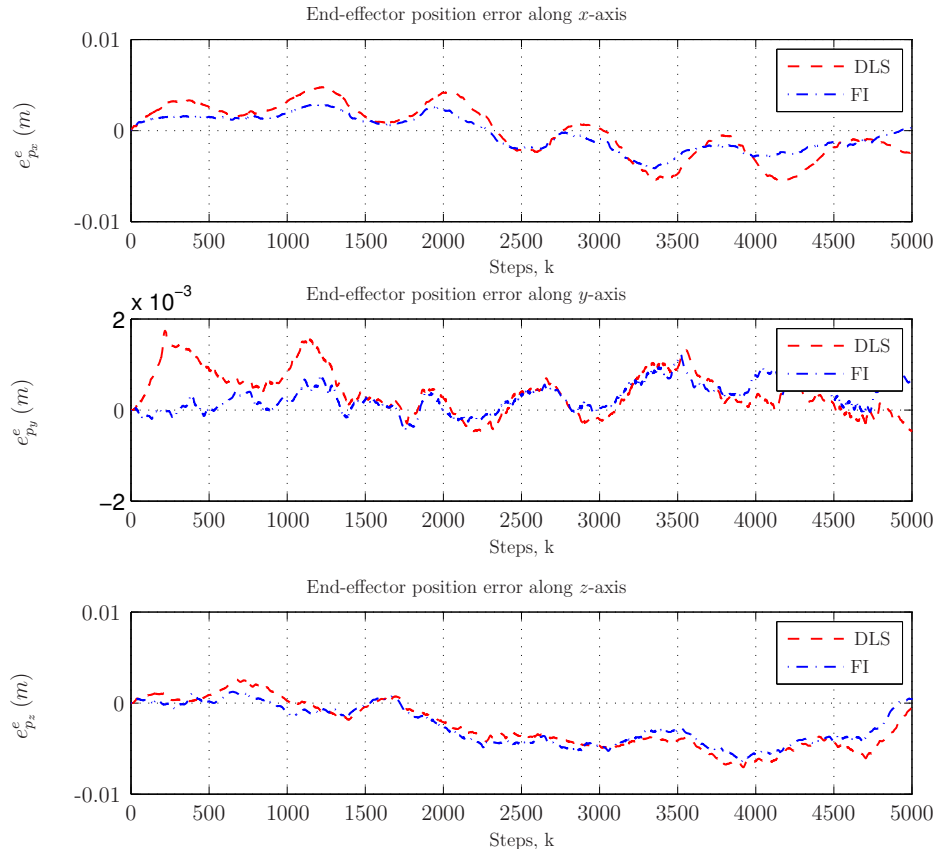 End-effector position error along x-axis
0.01
0
-0.01
e^e_{p_x} (m)
DLS
FI
0 500 1000 1500 2000 2500 3000 3500 4000 4500 5000
Steps, k
End-effector position error along y-axis
x 10^{-3}
2
0
−2
e^e_{p_y} (m)
DLS
FI
0 500 1000 1500 2000 2500 3000 3500 4000 4500 5000
Steps, k
End-effector position error along z-axis
0.01
0
-0.01
e^e_{p_z} (m)
DLS
FI
0 500 1000 1500 2000 2500 3000 3500 4000 4500 5000
Steps, k